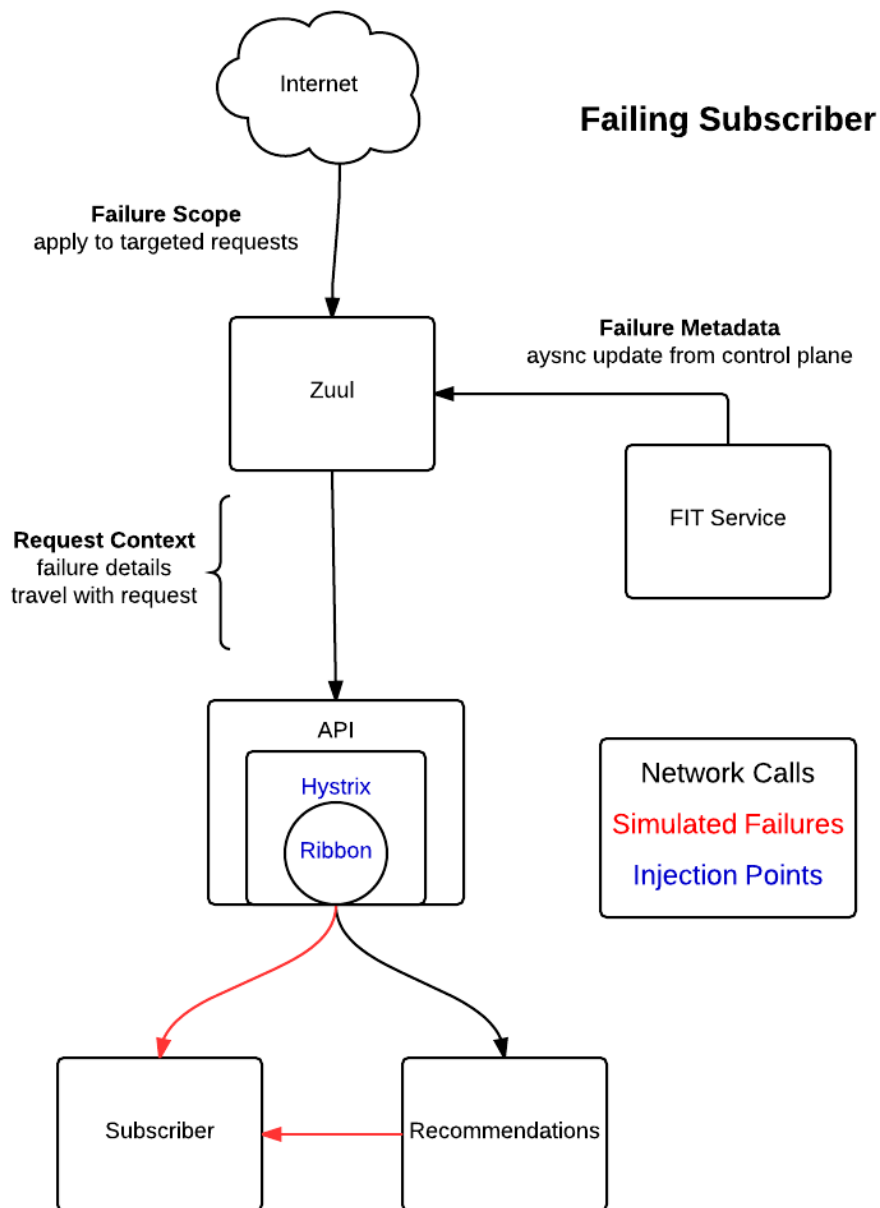 Internet
Failing Subscriber
Failure Scope
apply to targeted requests
Failure Metadata
aysnc update from control plane
Zuul
FIT Service
Request Context
failure details
travel with request
API
Hystrix
Ribbon
Network Calls
Simulated Failures
Injection Points
Subscriber
Recommendations